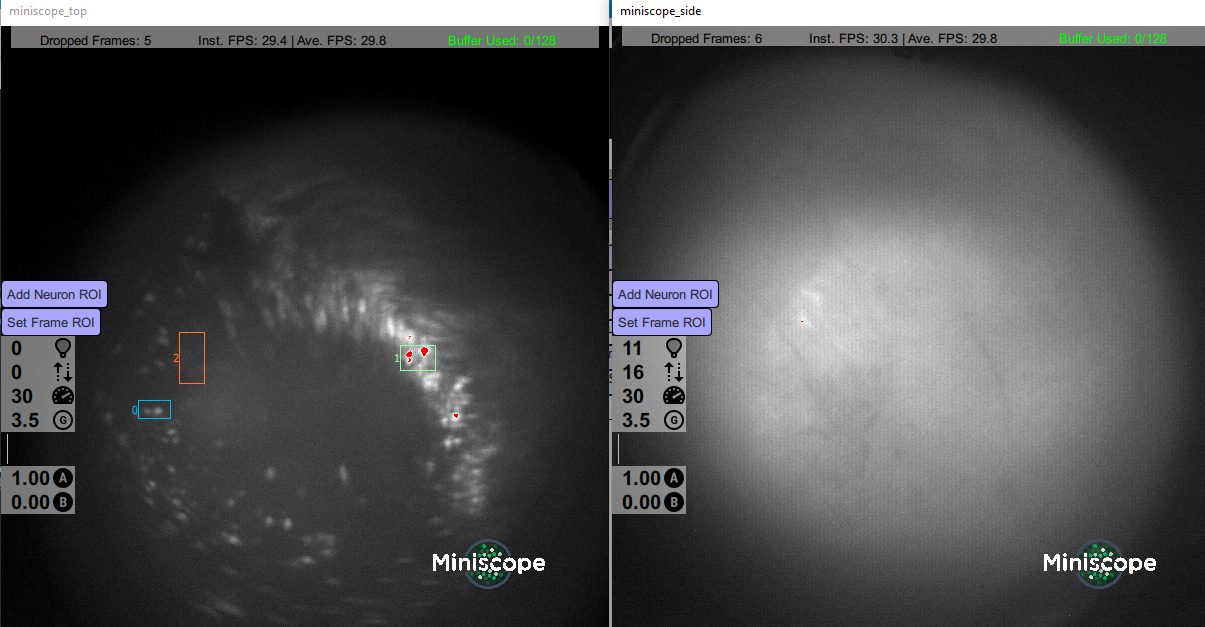 miniscope_top
Dropped Frames: 5 Inst. FPS: 29.4 | Ave. FPS: 29.8 Buffer Used: 0/128
Add Neuron ROI
Set Frame ROI
2
1
0
0
0
30
3.5 G
1.00 A
0.00 B
Miniscope
miniscope_side
Dropped Frames: 6 Inst. FPS: 30.3 | Ave. FPS: 29.8 Buffer Used: 0/128
Add Neuron ROI
Set Frame ROI
11
16
30
3.5 G
1.00 A
0.00 B
Miniscope